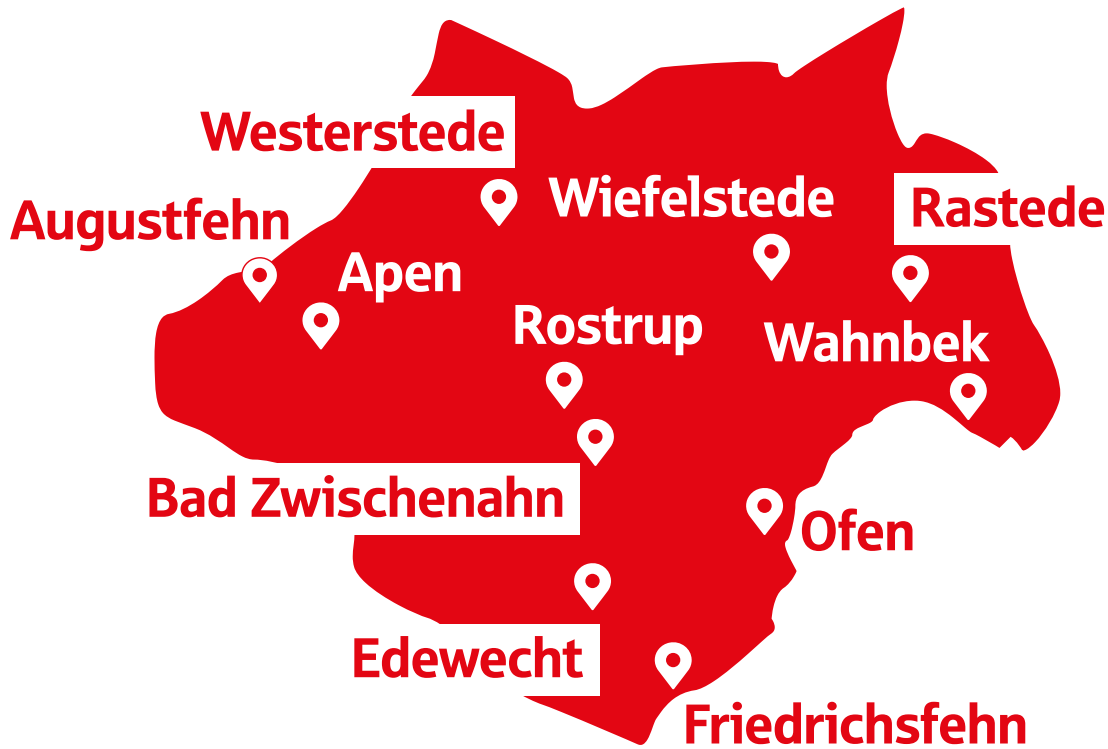 Westerstede
Wiefelstede
Rastede
Augustfehn
Apen
Rostrup
Wahnbek
Bad Zwischenahn
Ofen
Edewecht
Friedrichsfehn